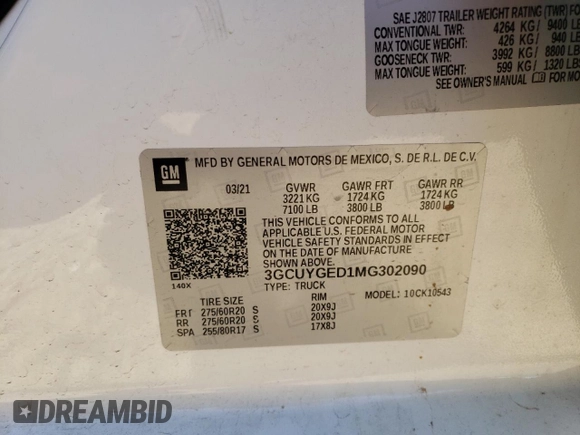 SAE J2807 TRAILER WEIGHT RATING (TWR) FO
CONVENTIONAL TWR: 4264 KG/ 9400 L
MAX TONGUE WT: 426 KG/ 940 L
GOOSENECK TWR: 3992 KG/ 8800 LB
MAX TONGUE WT: 599 KG/ 1320 LBS
SEE OWNER'S MANUAL FOR MO
GM
MFD BY GENERAL MOTORS DE MEXICO, S. DE R.L. DE C.V.
03/21 GVWR GAWR FRT GAWR RR
3221 KG 1724 KG 1724 KG
7100 LB 3800 LB 3800 LB
THIS VEHICLE CONFORMS TO ALL
APPLICABLE U.S. FEDERAL MOTOR
VEHICLE SAFETY STANDARDS IN EFFECT
ON THE DATE OF MANUFACTURE SHOWN ABOVE.
3GCUYGED1MG302090
TYPE: TRUCK MODEL: 10CK10543
140X
TIRE SIZE RIM
FRT 275/60R20 S 20X9J
RR 275/60R20 S 20X9J
SPA 255/80R17 S 17X8J
DREAMBID